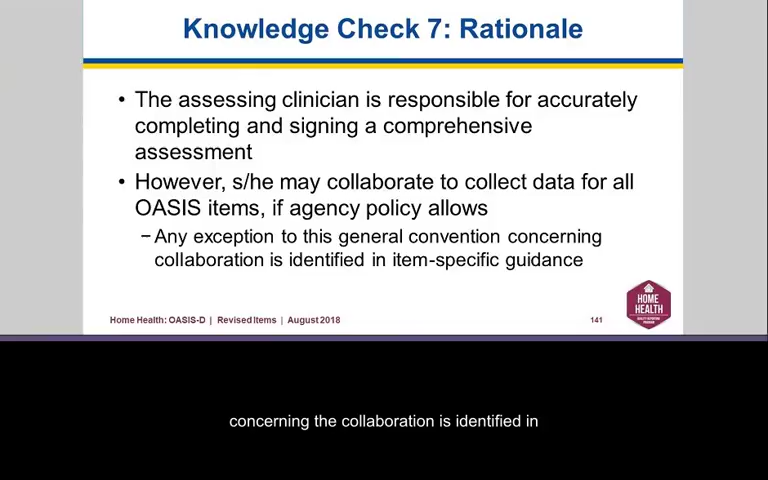 Knowledge Check 7: Rationale
• The assessing clinician is responsible for accurately
completing and signing a comprehensive
assessment
• However, s/he may collaborate to collect data for all
OASIS items, if agency policy allows
− Any exception to this general convention concerning
collaboration is identified in item-specific guidance
Home Health: OASIS-D | Revised Items | August 2018
141
HOME
HEALTH
QUALITY REPORTING
PROGRAM
concerning the collaboration is identified in